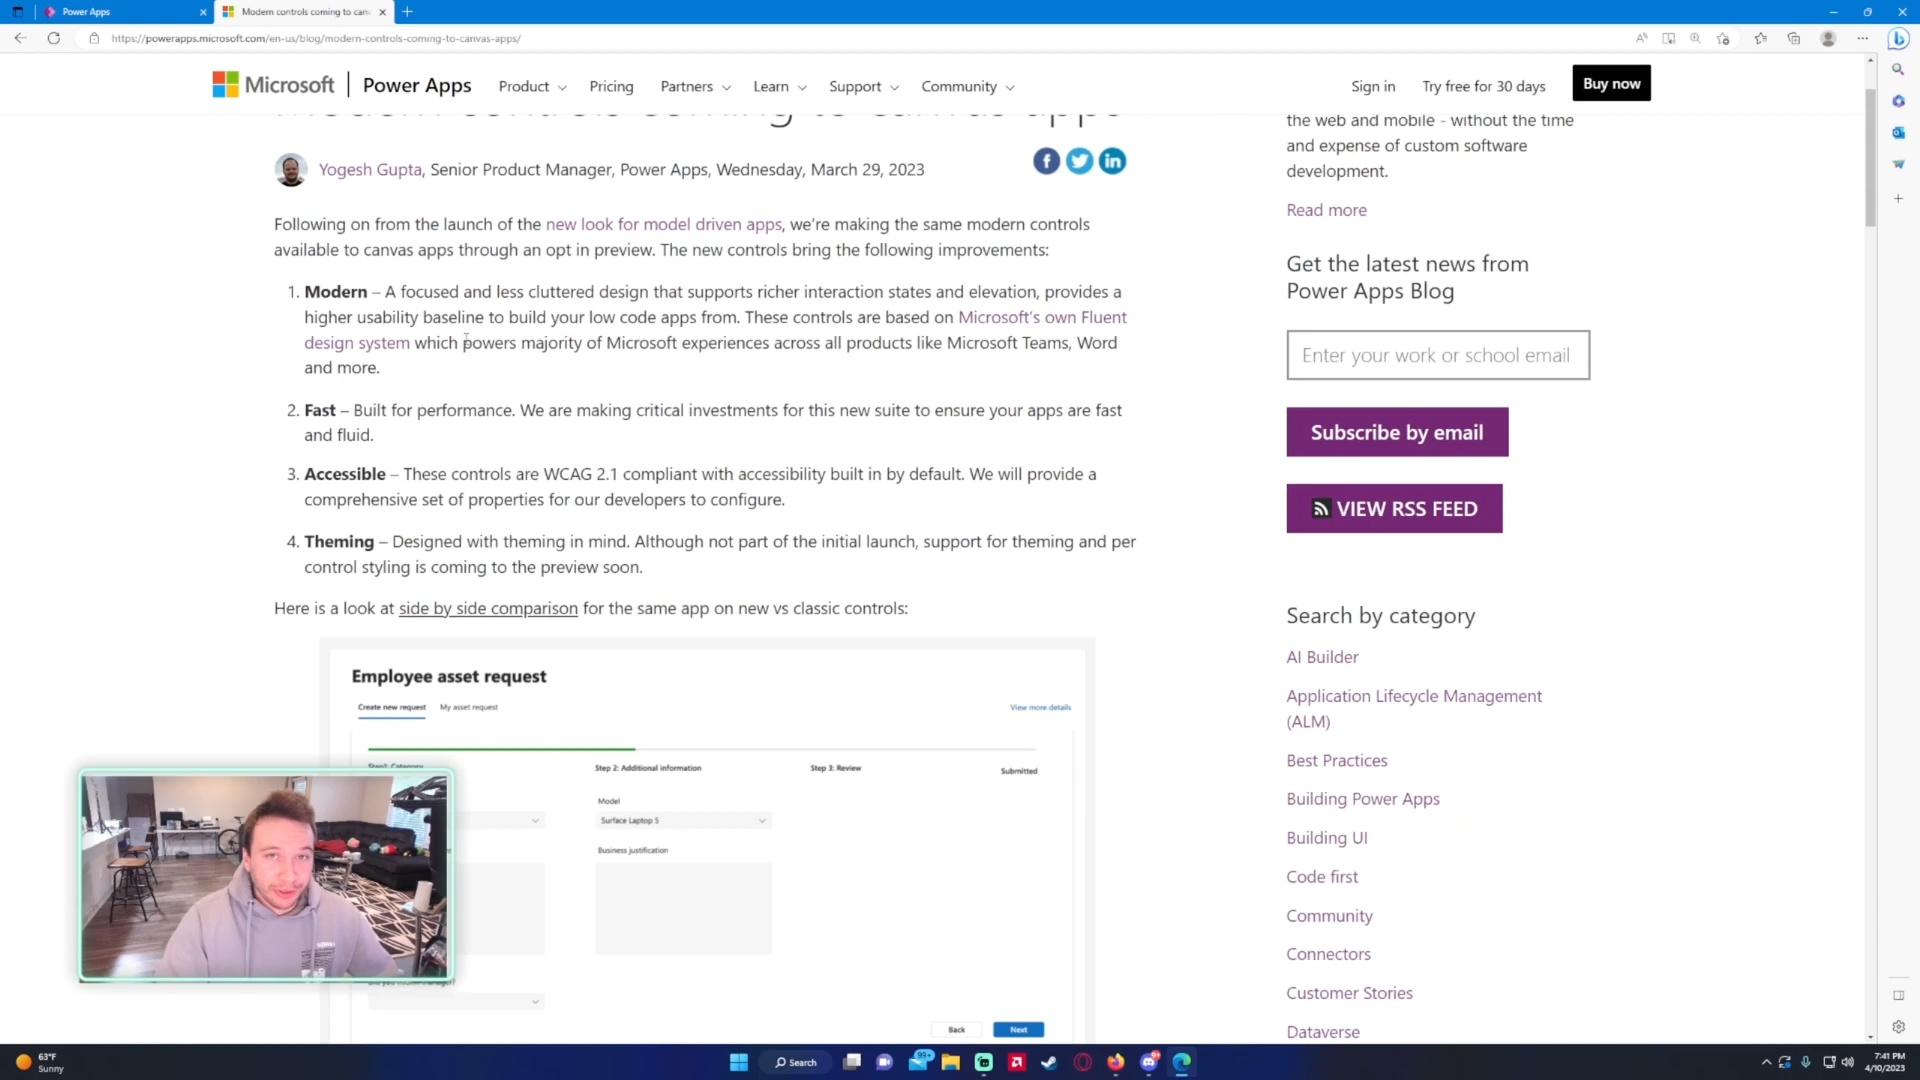 Power Apps
Modern controls coming to can
https://powerapps.microsoft.com/en-us/blog/modern-controls-coming-to-canvas-apps/
Microsoft
Power Apps
Product
Pricing
Partners
Learn
Support
Community
Sign in
Try free for 30 days
Buy now
Modern controls coming to canvas apps
Yogesh Gupta, Senior Product Manager, Power Apps, Wednesday, March 29, 2023
Following on from the launch of the new look for model driven apps, we're making the same modern controls
available to canvas apps through an opt in preview. The new controls bring the following improvements:
1. Modern – A focused and less cluttered design that supports richer interaction states and elevation, provides a
higher usability baseline to build your low code apps from. These controls are based on Microsoft's own Fluent
design system which powers majority of Microsoft experiences across all products like Microsoft Teams, Word
and more.
2. Fast – Built for performance. We are making critical investments for this new suite to ensure your apps are fast
and fluid.
3. Accessible – These controls are WCAG 2.1 compliant with accessibility built in by default. We will provide a
comprehensive set of properties for our developers to configure.
4. Theming – Designed with theming in mind. Although not part of the initial launch, support for theming and per
control styling is coming to the preview soon.
Here is a look at side by side comparison for the same app on new vs classic controls:
Employee asset request
Create new request
My asset request
View more details
Step1: Category
Step 2: Additional information
Step 3: Review
Submitted
Model
Surface Laptop 5
Business justification
Back
Next
the web and mobile - without the time
and expense of custom software
development.
Read more
Get the latest news from
Power Apps Blog
Enter your work or school email
Subscribe by email
VIEW RSS FEED
Search by category
AI Builder
Application Lifecycle Management
(ALM)
Best Practices
Building Power Apps
Building UI
Code first
Community
Connectors
Customer Stories
Dataverse
63°F
Sunny
Search
99+
7:41 PM
4/10/2023